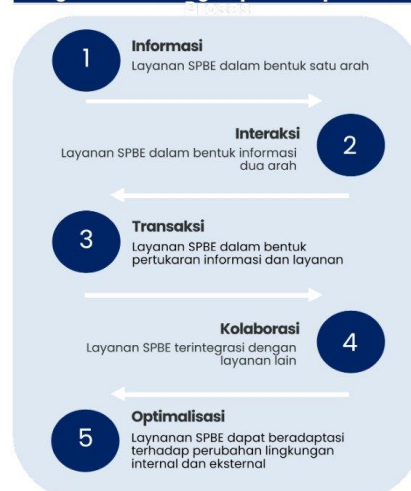 1
Informasi
Layanan SPBE dalam bentuk satu arah
Interaksi
2
Layanan SPBE dalam bentuk informasi
dua arah
3
Transaksi
Layanan SPBE dalam bentuk
pertukaran informasi dan layanan
Kolaborasi
4
Layanan SPBE terintegrasi dengan
layanan lain
5
Optimalisasi
Laynanan SPBE dapat beradaptasi
terhadap perubahan lingkungan
internal dan eksternal